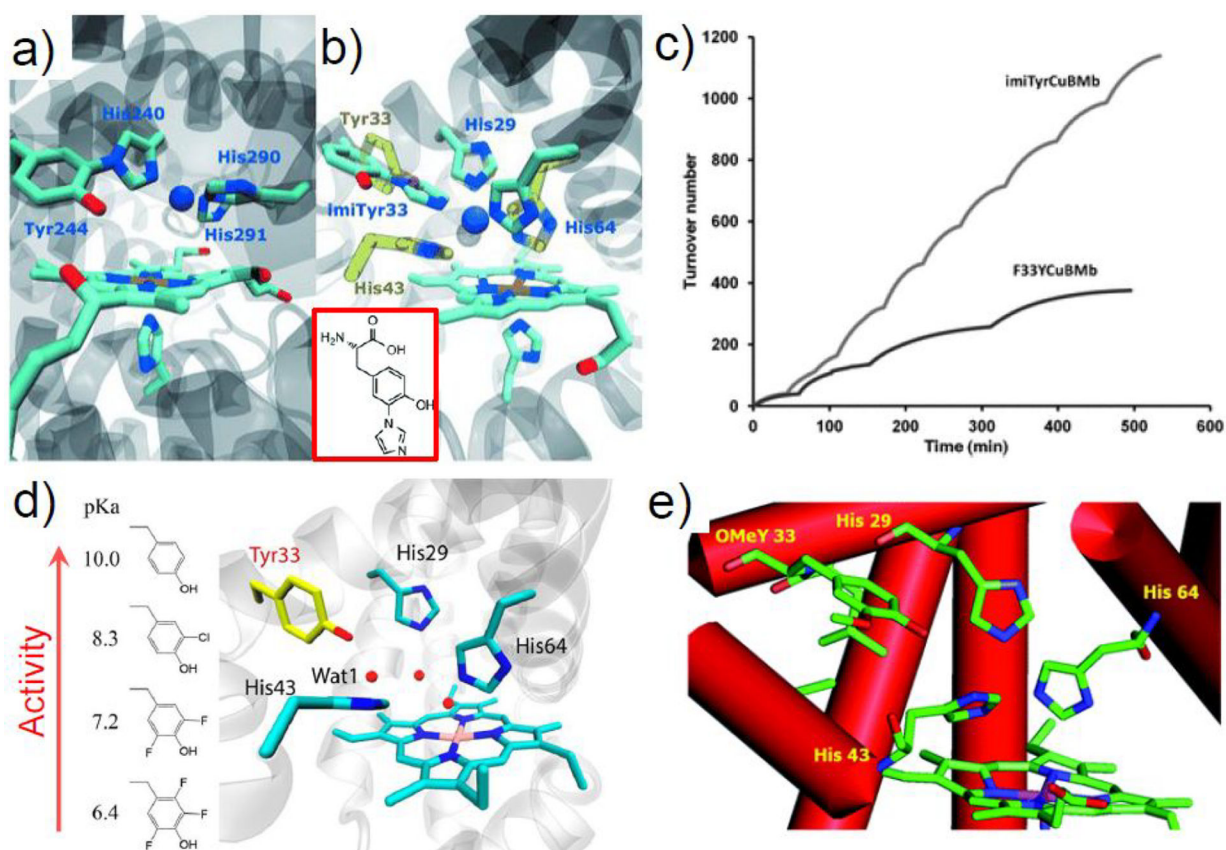 a)
His240
His290
Tyr244
His291
b)
Tyr33
His29
ImiTyr33
His64
His43
O
H₂N
OH
OH
N
N
c)
1200
1000
800
600
400
200
0
Turnover number
imiTyrCuBMb
F33YCuBMb
0
100
200
300
400
500
600
Time (min)
d)
pKa
Activity
10.0
OH
8.3
Cl
OH
7.2
F
F
OH
6.4
F
F
F
OH
Tyr33
His29
His64
Wat1
His43
e)
OMeY 33
His 29
His 64
His 43